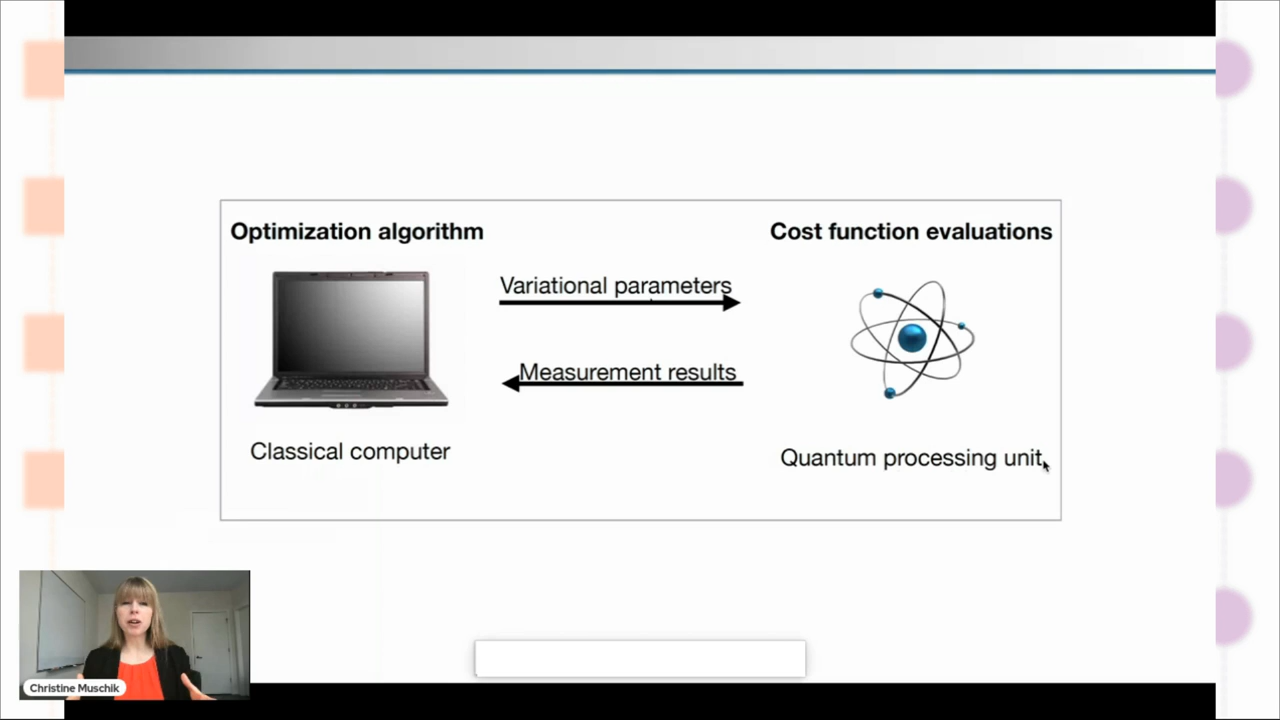 Optimization algorithm
Cost function evaluations
Variational parameters
Measurement results
Classical computer
Quantum processing unit
Christine Muschik